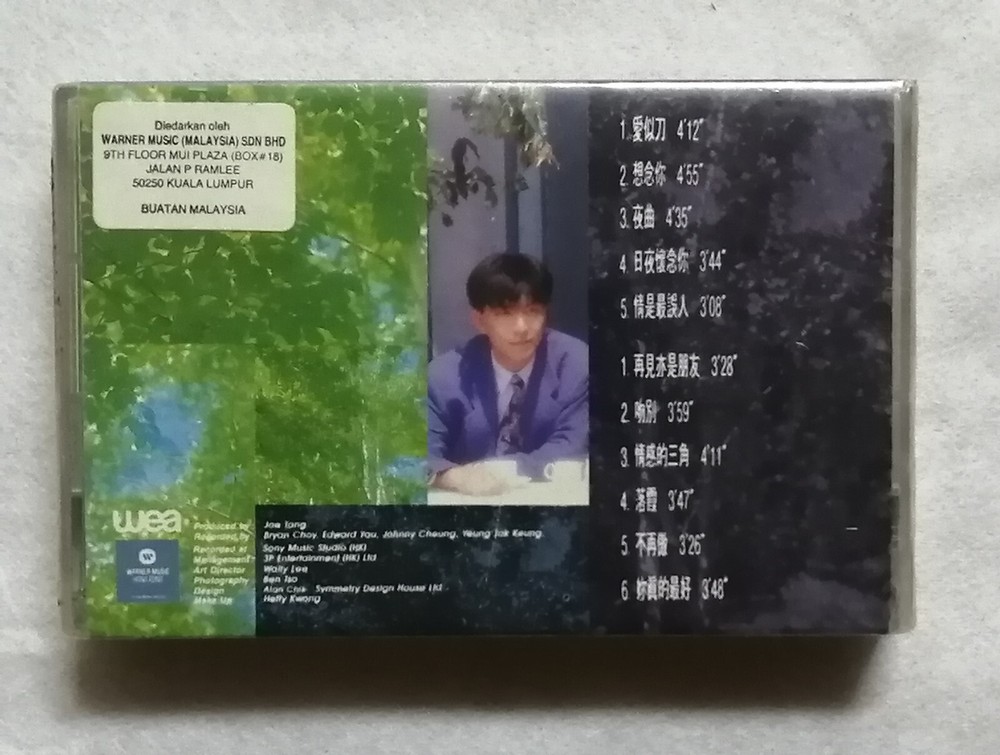 Diedarkan oleh
WARNER MUSIC (MALAYSIA) SDN BHD
9TH FLOOR MUI PLAZA (BOX#18)
JALAN P RAMLEE
50250 KUALA LUMPUR
BUATAN MALAYSIA
1. 愛似刀 4'12"
2. 想念你 4'55"
3. 夜曲 4'35"
4. 日夜懷念你 3'44"
5. 情是最誤人 3'08"
1. 再見亦是朋友 3'28"
2. 吻別 3'59"
3. 情感的三角 4'11"
4. 落霞 3'47"
5. 不再傲 3'26"
6. 妳真的最好 3'48"
wea
WARNER MUSIC
HONG KONG
Produced by Joe Tang
Recorded by Bryan Choy, Edward Yau, Johnny Cheung, Yeung Tak Keung
Recorded at Sony Music Studio (HK)
Management 3P Entertainment (HK) Ltd
Art Director Wally Lee
Photography Ben Tso
Design Alan Chik Symmetry Design House Ltd
Make Up Hetty Kwong